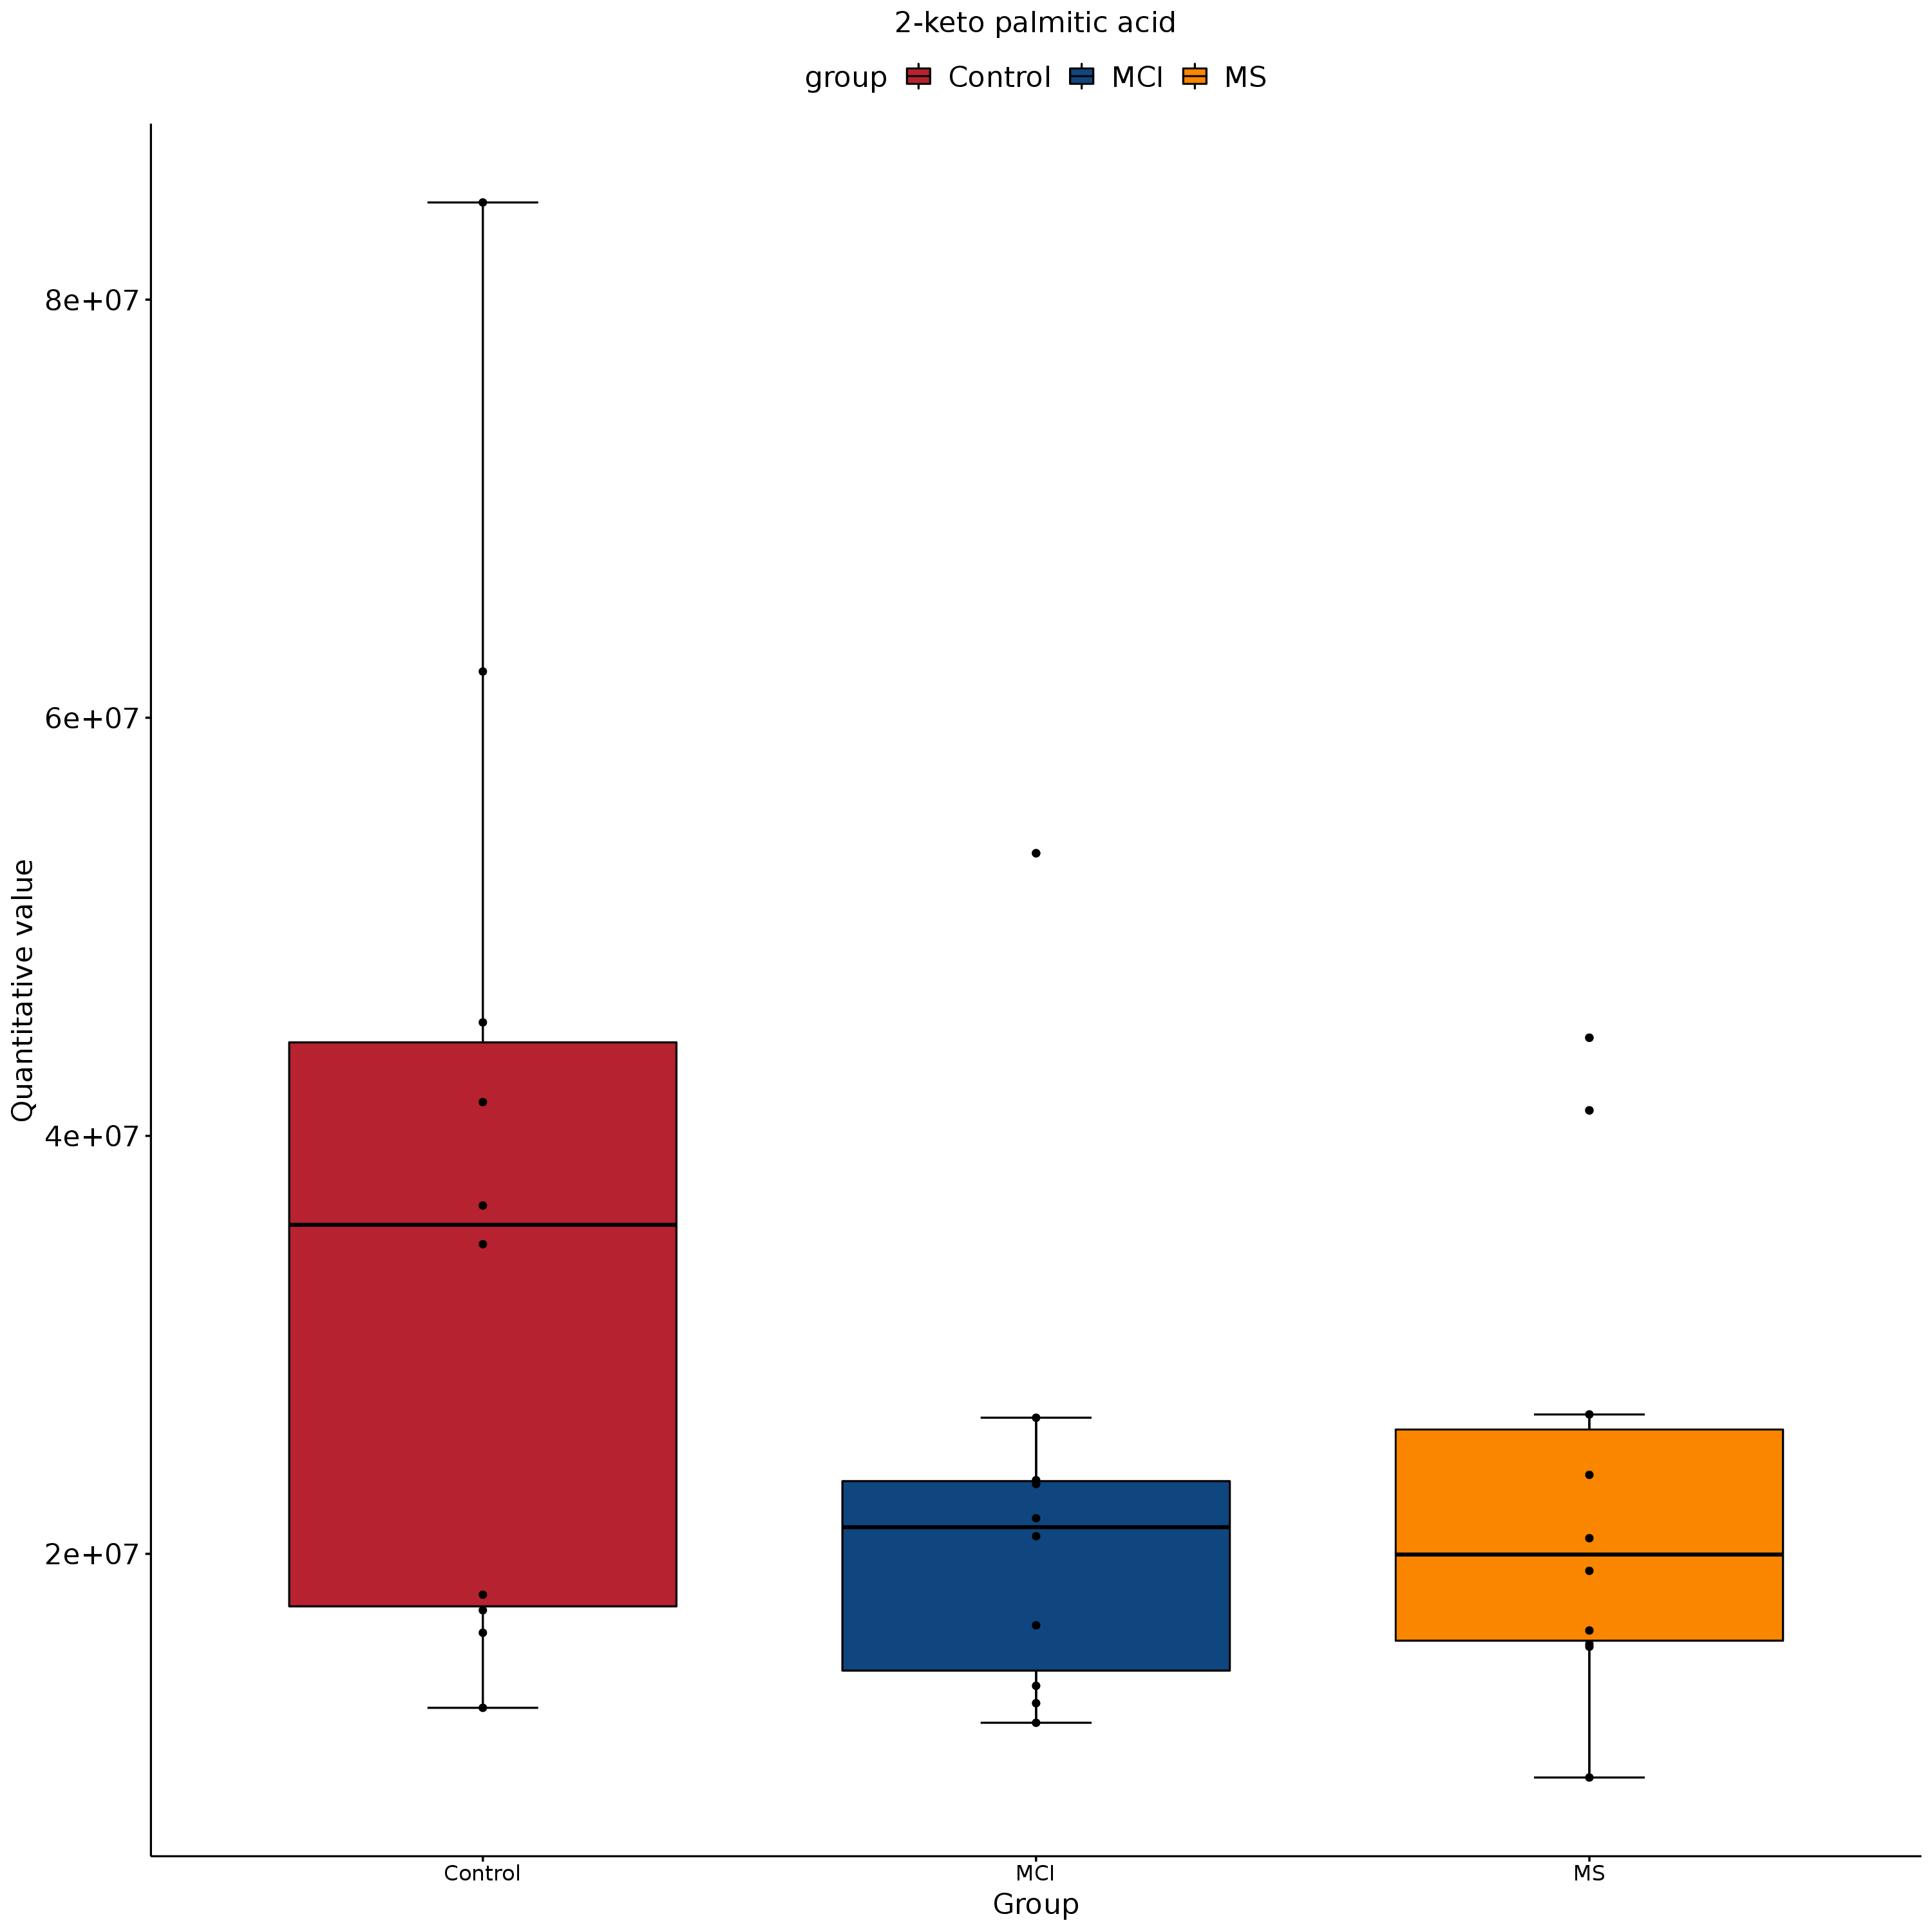 2-keto palmitic acid
group Control MCI MS
8e+07
6e+07
4e+07
2e+07
Quantitative value
Control MCI MS
Group